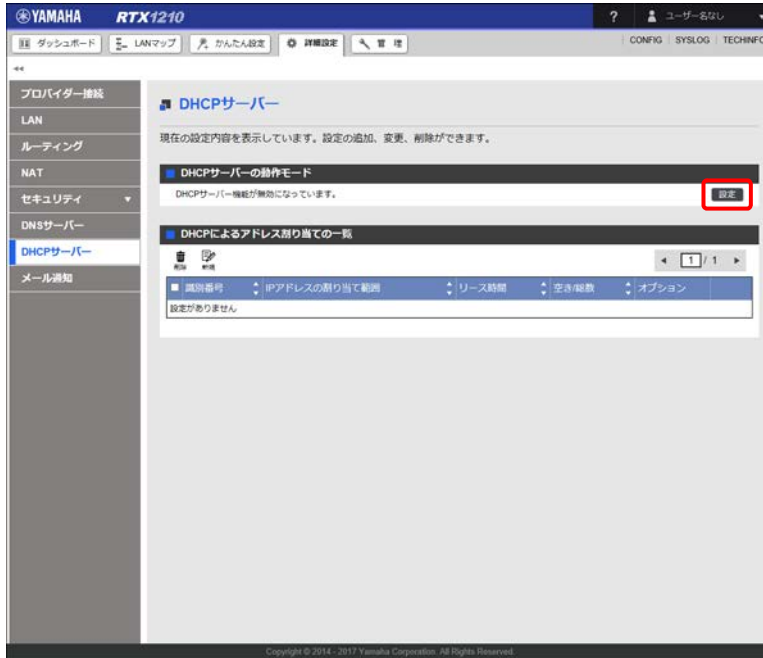 YAMAHA RTX1210 ? ユーザー名なし
ダッシュボード LANマップ かんたん設定 詳細設定 管理 CONFIG SYSLOG TECHINFO
プロバイダー接続
LAN
ルーティング
NAT
セキュリティ
DNSサーバー
DHCPサーバー
メール通知
DHCPサーバー
現在の設定内容を表示しています。設定の追加、変更、削除ができます。
DHCPサーバーの動作モード
DHCPサーバー機能が無効になっています。 設定
DHCPによるアドレス割り当ての一覧
削除 新規 1 / 1
識別番号 IPアドレスの割り当て範囲 リース時間 空き/総数 オプション
設定がありません
Copyright © 2014 - 2017 Yamaha Corporation. All Rights Reserved.